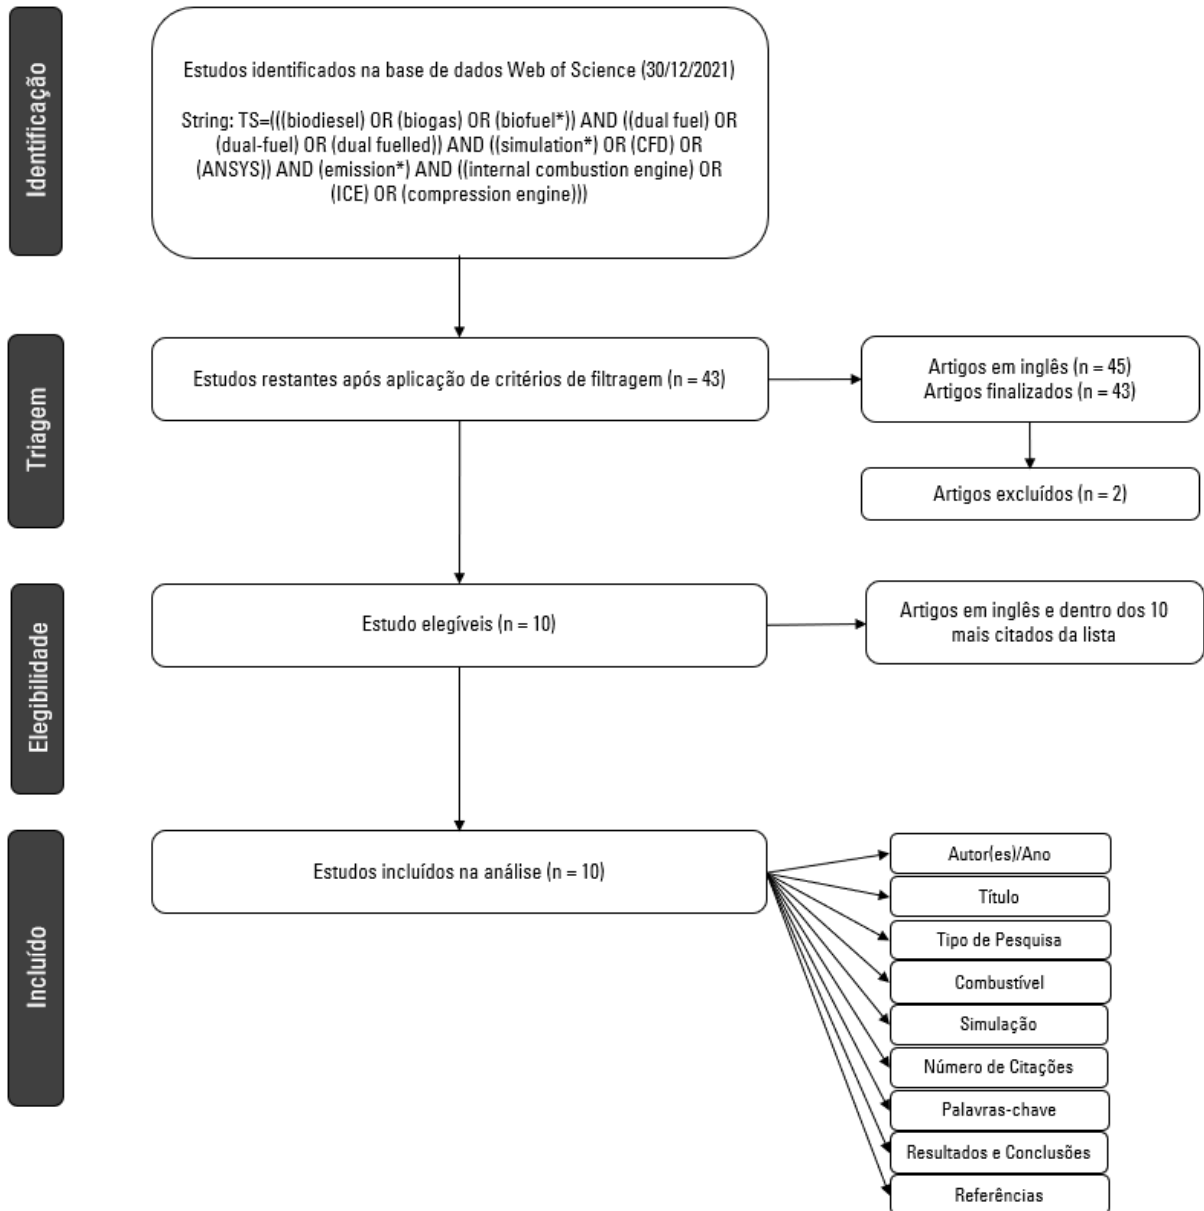 Identificação
Estudos identificados na base de dados Web of Science (30/12/2021)
String: TS=(((biodiesel) OR (biogas) OR (biofuel*)) AND ((dual fuel) OR
(dual-fuel) OR (dual fuelled)) AND ((simulation*) OR (CFD) OR
(ANSYS)) AND (emission*) AND ((internal combustion engine) OR
(ICE) OR (compression engine)))
Triagem
Estudos restantes após aplicação de critérios de filtragem (n = 43)
Artigos em inglês (n = 45)
Artigos finalizados (n = 43)
Artigos excluídos (n = 2)
Elegibilidade
Estudo elegíveis (n = 10)
Artigos em inglês e dentro dos 10
mais citados da lista
Incluído
Estudos incluídos na análise (n = 10)
Autor(es)/Ano
Título
Tipo de Pesquisa
Combustível
Simulação
Número de Citações
Palavras-chave
Resultados e Conclusões
Referências